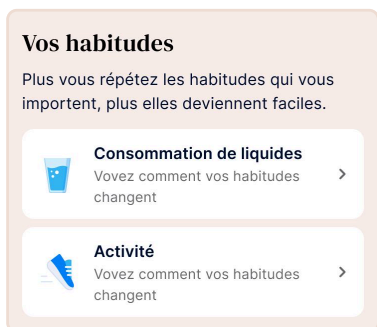 Vos habitudes
Plus vous répétez les habitudes qui vous
importent, plus elles deviennent faciles.
Consommation de liquides
Vovez comment vos habitudes
changent
Activité
Vovez comment vos habitudes
changent